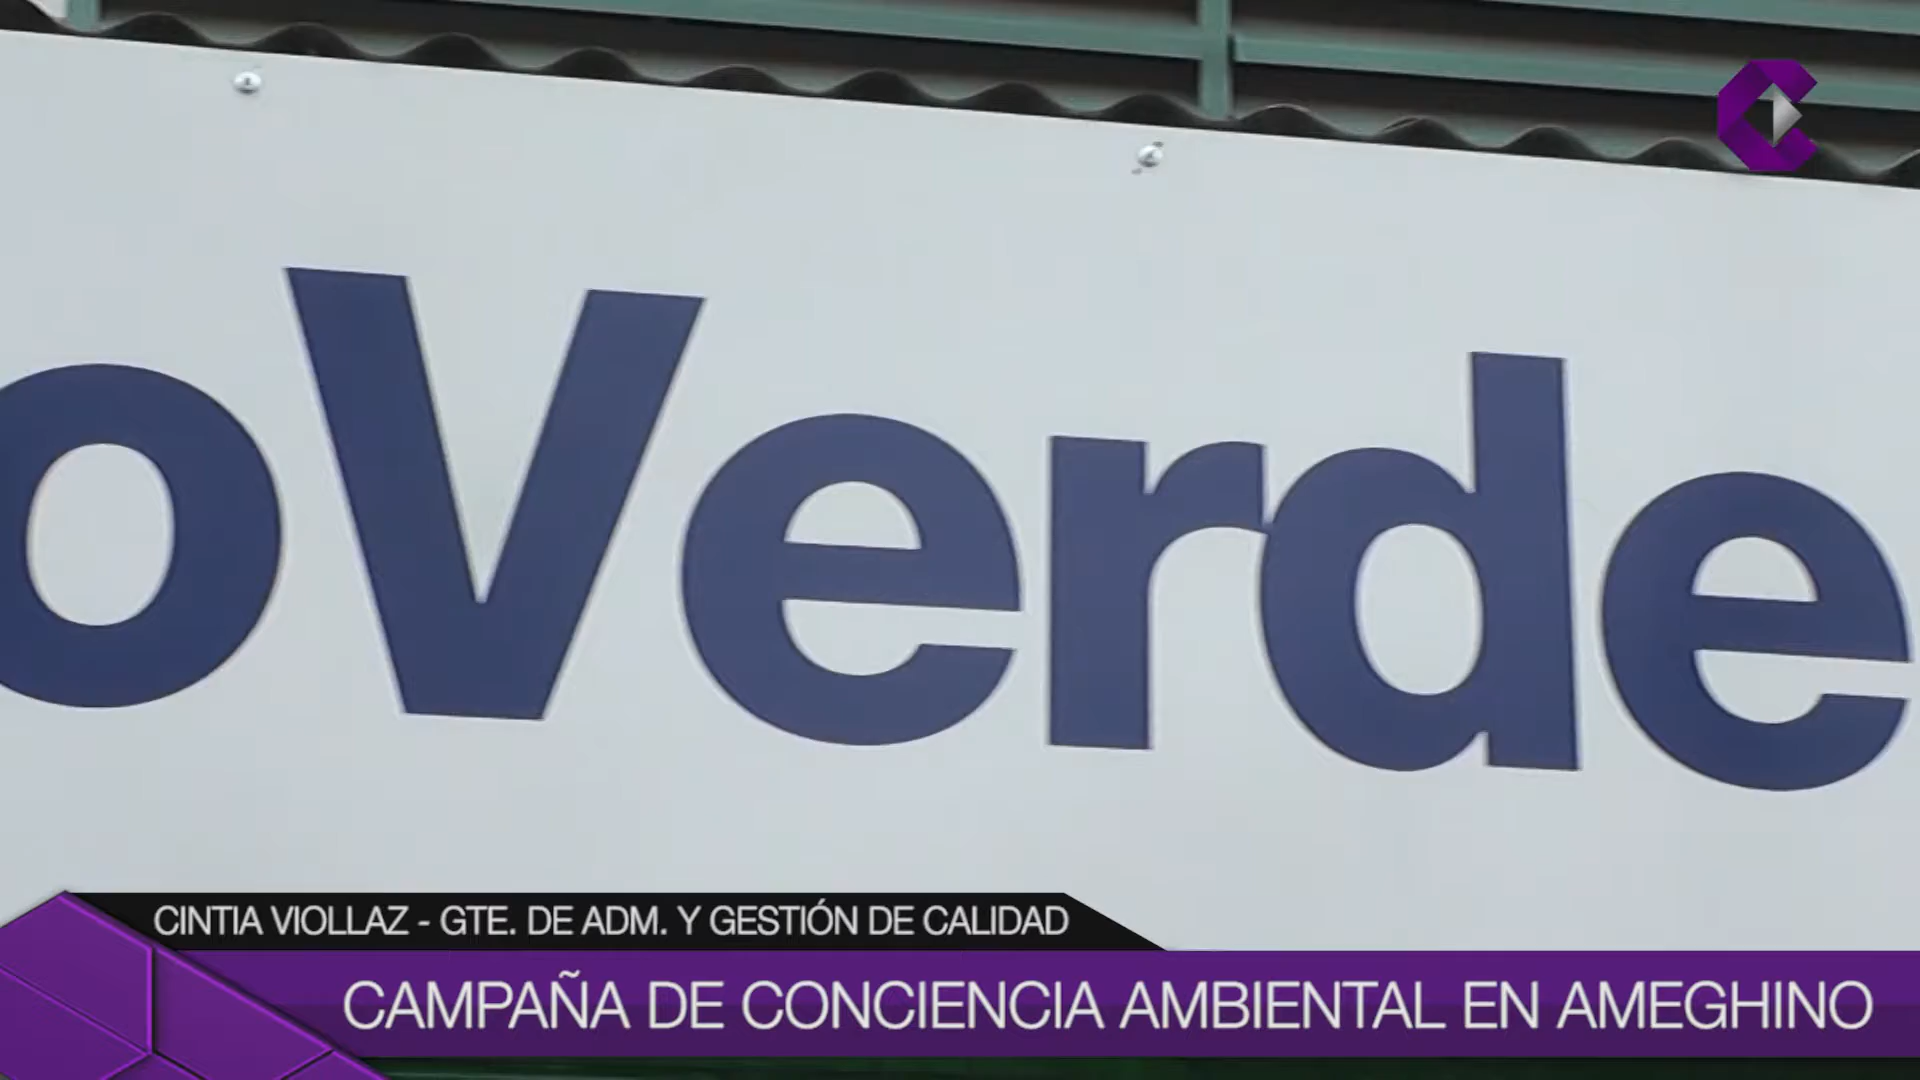 oVerde
CINTIA VIOLLAZ - GTE. DE ADM. Y GESTIÓN DE CALIDAD
CAMPAÑA DE CONCIENCIA AMBIENTAL EN AMEGHINO